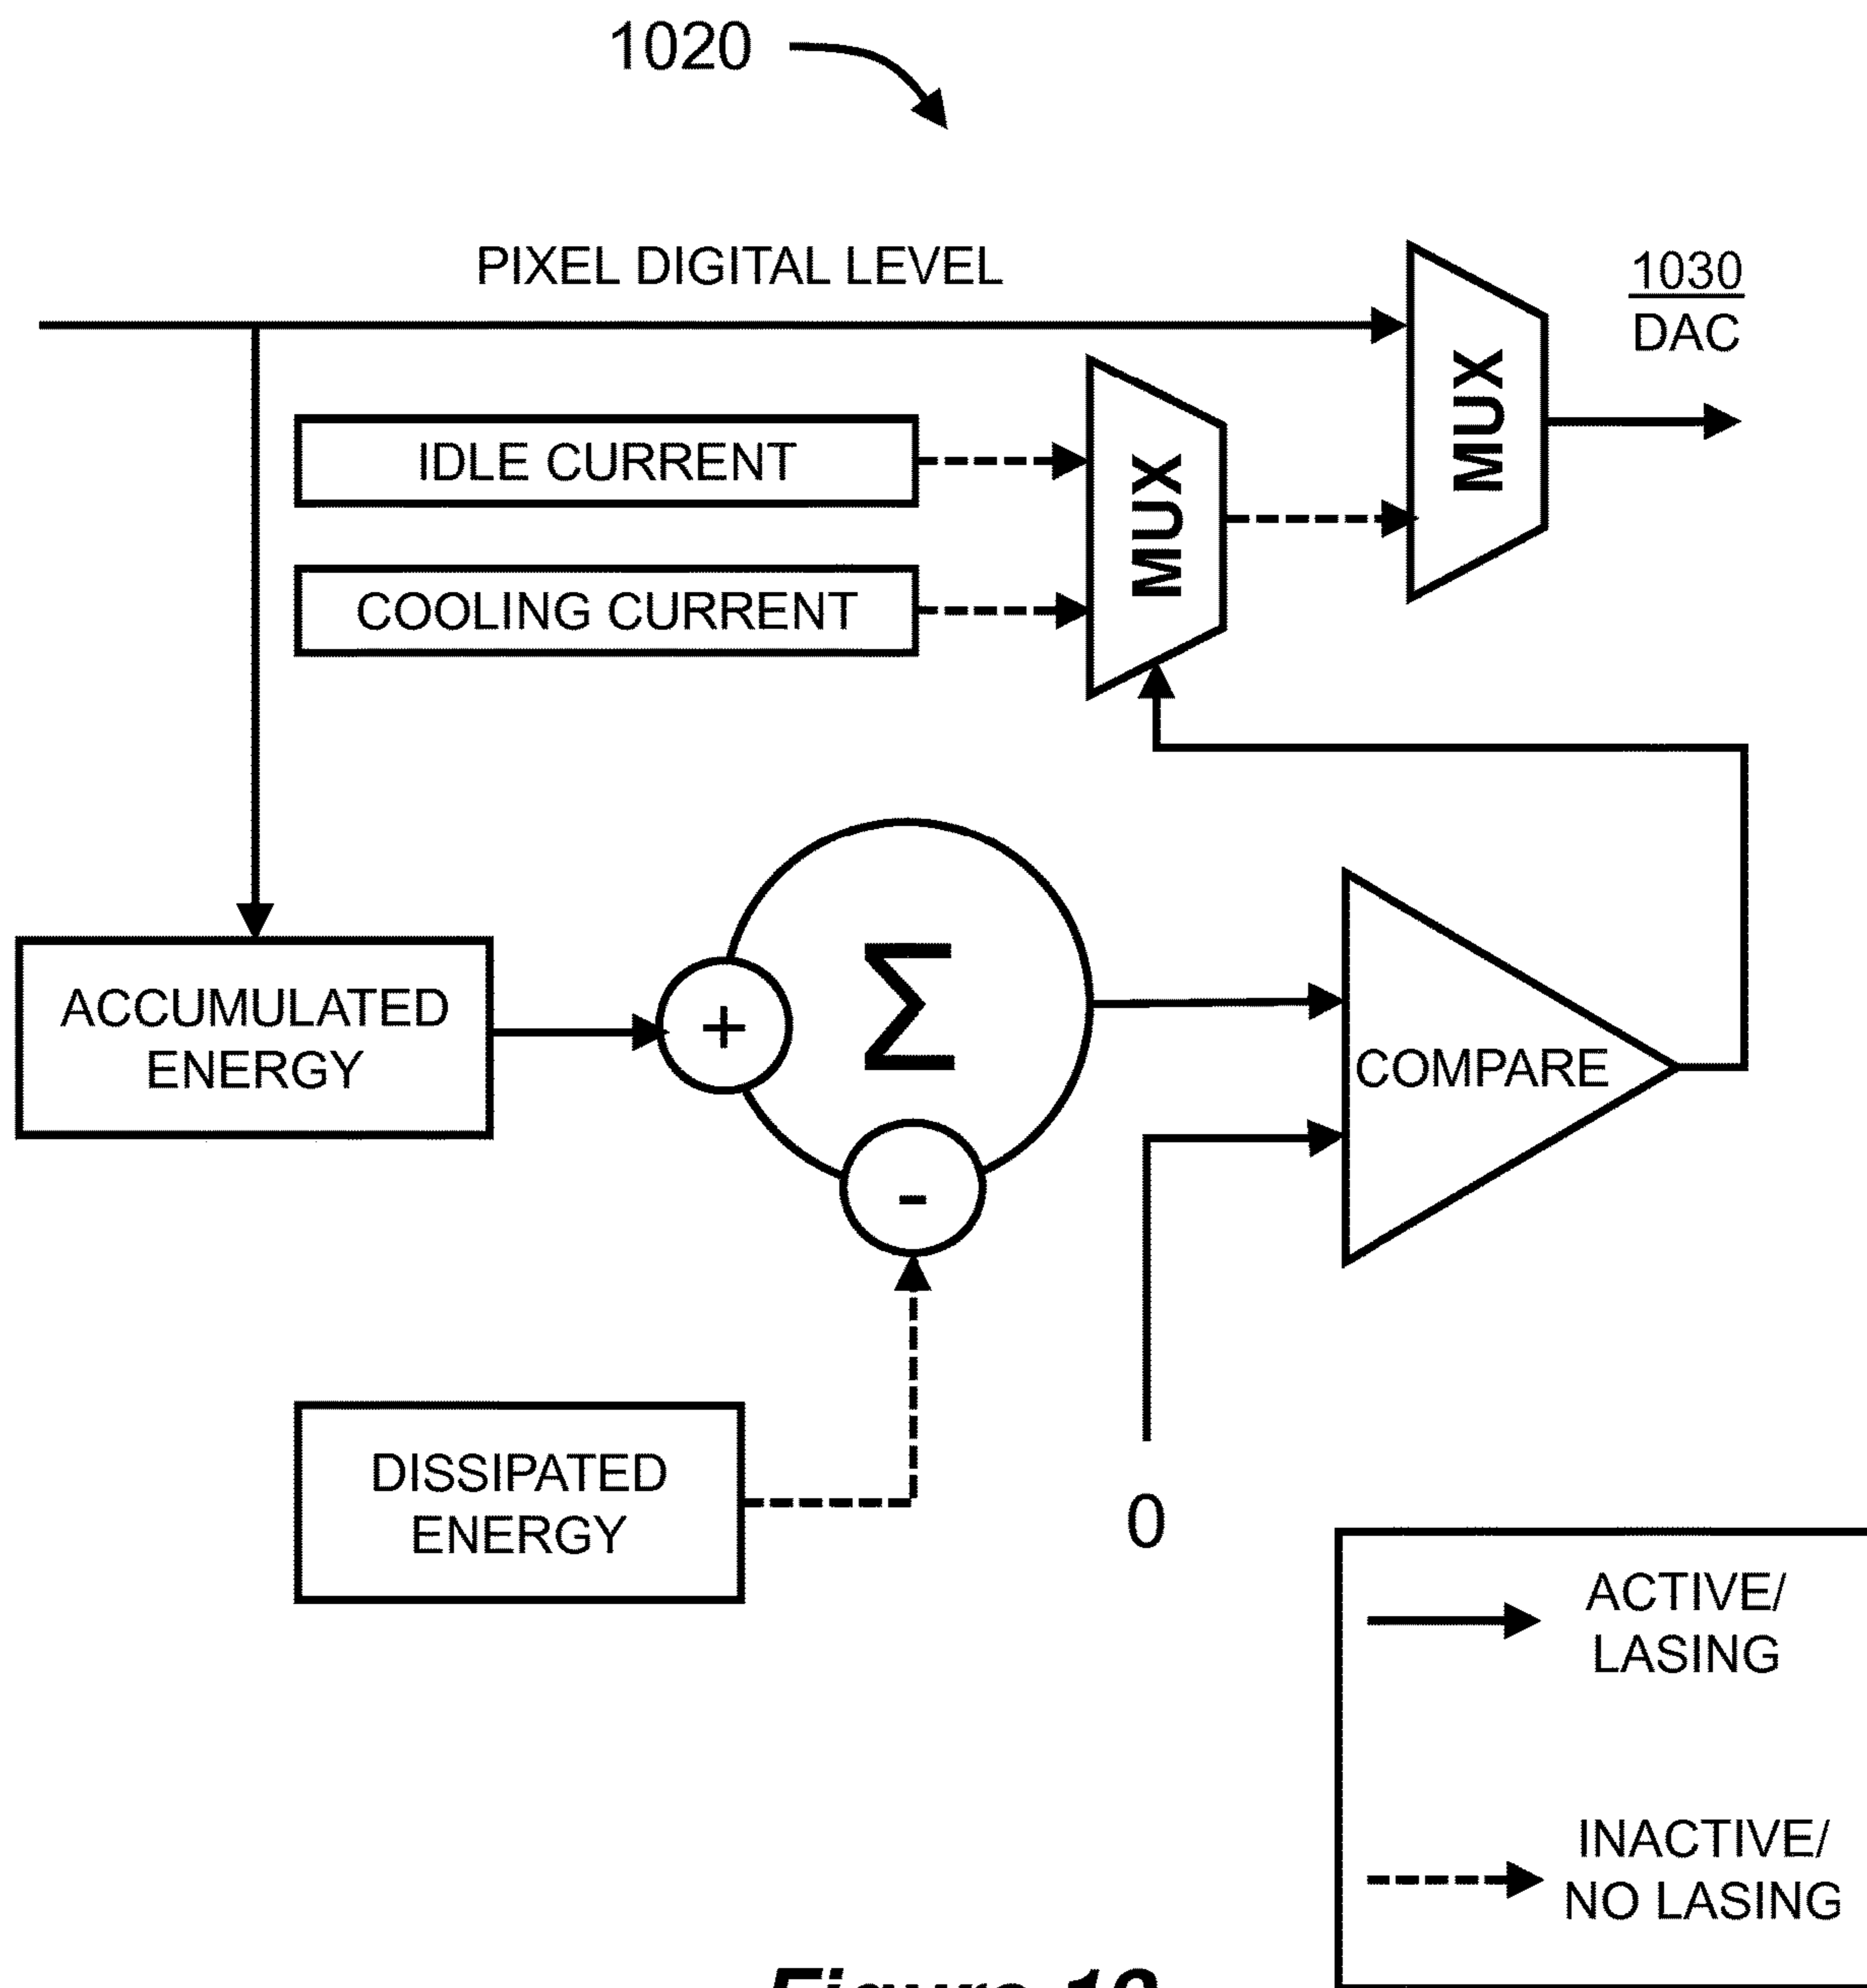 1020
PIXEL DIGITAL LEVEL
1030
DAC
MUX
IDLE CURRENT
MUX
COOLING CURRENT
ACCUMULATED
ENERGY
+
Σ
COMPARE
-
DISSIPATED
ENERGY
0
ACTIVE/
LASING
INACTIVE/
NO LASING